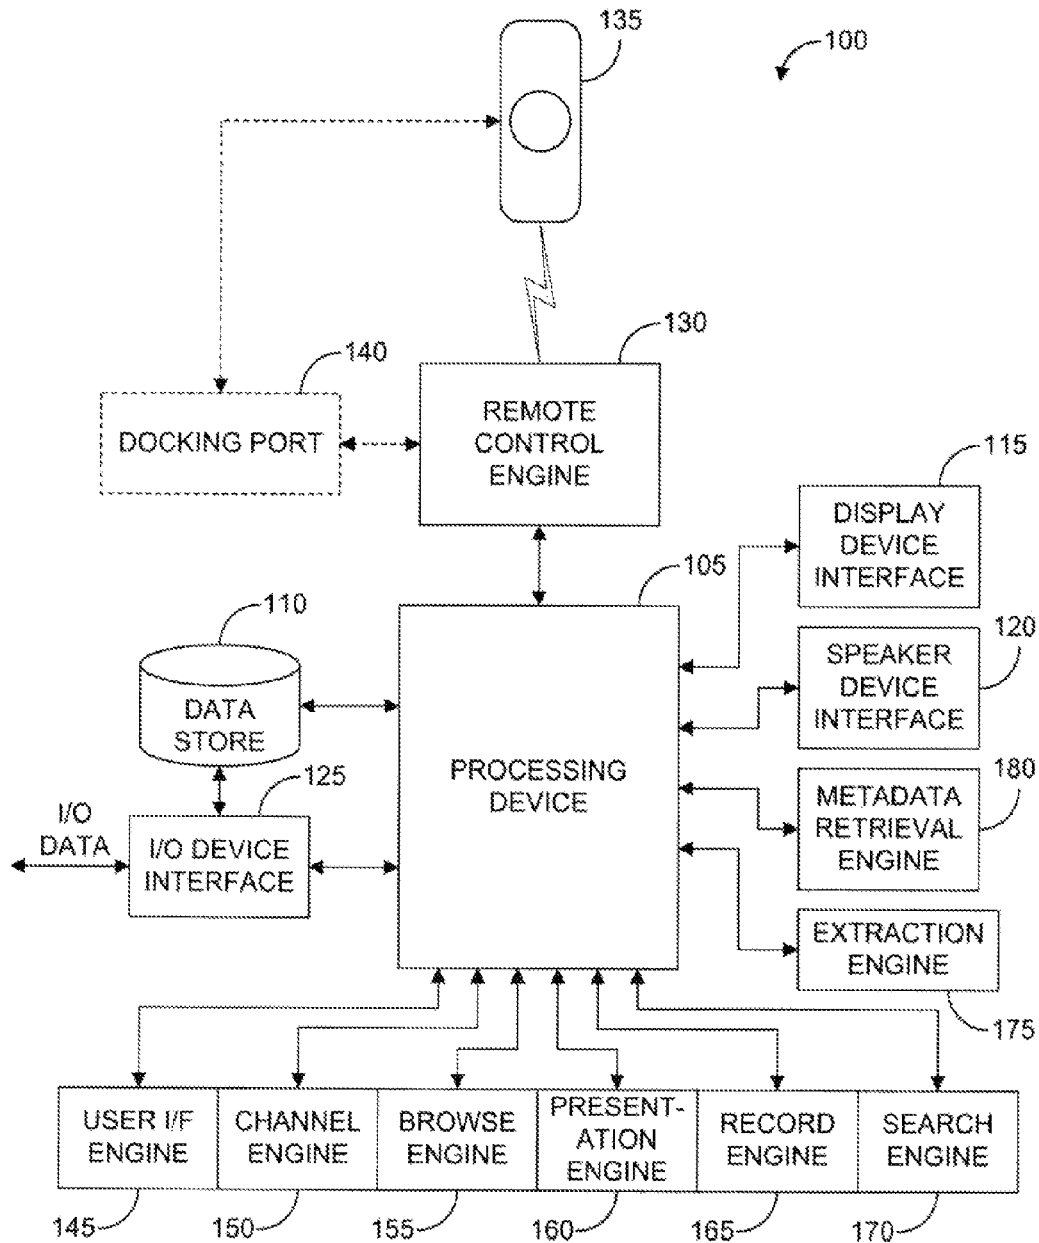 135
100
130
140
REMOTE
CONTROL
ENGINE
DOCKING PORT
115
DISPLAY
DEVICE
INTERFACE
105
110
120
SPEAKER
DEVICE
INTERFACE
DATA
STORE
PROCESSING
DEVICE
125
180
METADATA
RETRIEVAL
ENGINE
I/O
DATA
I/O DEVICE
INTERFACE
EXTRACTION
ENGINE
175
USER I/F
ENGINE
CHANNEL
ENGINE
BROWSE
ENGINE
PRESENT-
ATION
ENGINE
RECORD
ENGINE
SEARCH
ENGINE
145
150
155
160
165
170